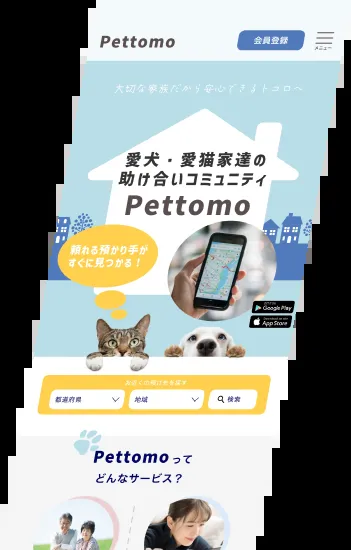 Pettomo
会員登録
メニュー
大切な家族だから安心できるトコロへ
愛犬・愛猫家達の
助け合いコミュニティ
Pettomo
頼れる預かり手が
すぐに見つかる！
Google Play
App Store
お近くの預け先を探す
都道府県
地域
検索
Pettomoって
どんなサービス？